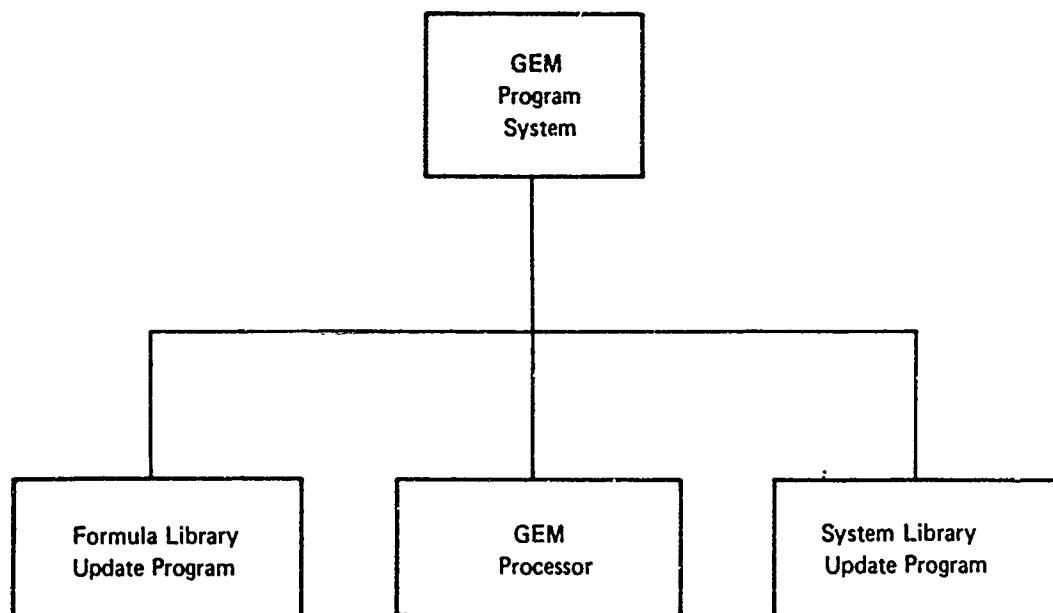 GEM
Program
System
Formula Library
Update Program
GEM
Processor
System Library
Update Program